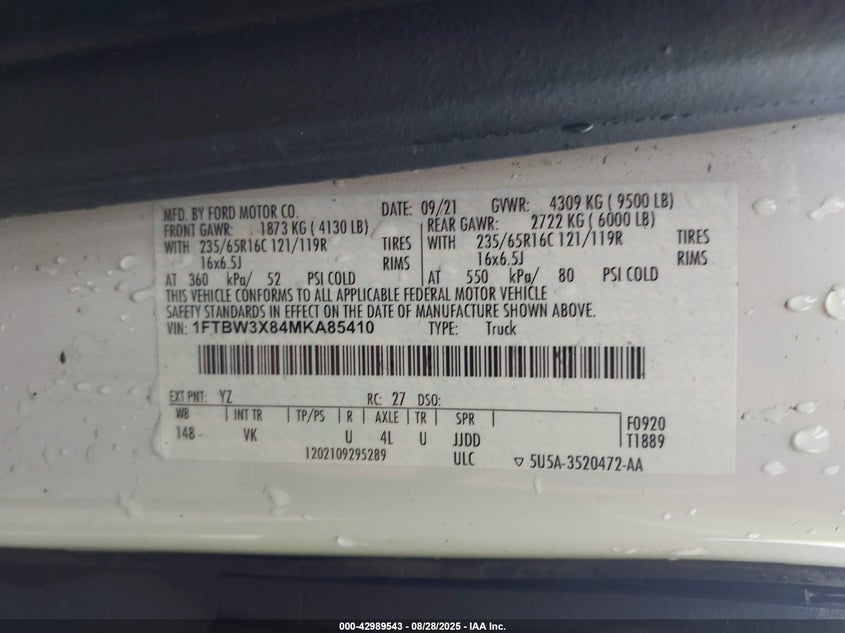 MFD. BY FORD MOTOR CO. DATE: 09/21 GVWR: 4309 KG ( 9500 LB)
FRONT GAWR: 1873 KG ( 4130 LB) REAR GAWR: 2722 KG ( 6000 LB)
WITH 235/65R16C 121/119R TIRES WITH 235/65R16C 121/119R TIRES
16x6.5J RIMS 16x6.5J RIMS
AT 360 kPa/ 52 PSI COLD AT 550 kPa/ 80 PSI COLD
THIS VEHICLE CONFORMS TO ALL APPLICABLE FEDERAL MOTOR VEHICLE
SAFETY STANDARDS IN EFFECT ON THE DATE OF MANUFACTURE SHOWN ABOVE.
VIN: 1FTBW3X84MKA85410 TYPE: Truck
EXT PNT: YZ RC: 27 DSO:
WB INT TR TP/PS R AXLE TR SPR F0920
148 VK U 4L U JJDD T1889
1202109295289 ULC ▽ 5U5A-3520472-AA
000-42989543 - 08/28/2025 - IAA Inc.